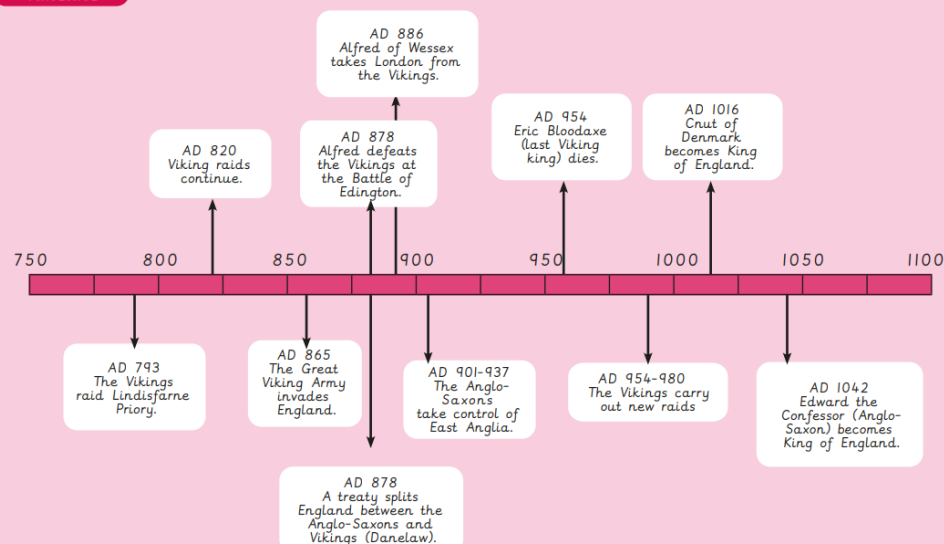 AD 886
Alfred of Wessex
takes London from
the Vikings.
AD 820
Viking raids
continue.
AD 878
Alfred defeats
the Vikings at
the Battle of
Edington.
AD 954
Eric Bloodaxe
(last Viking
king) dies.
AD 1016
Cnut of
Denmark
becomes King
of England.
750 800 850 900 950 1000 1050 1100
AD 793
The Vikings
raid Lindisfarne
Priory.
AD 865
The Great
Viking Army
invades
England.
AD 901-937
The Anglo-
Saxons
take control of
East Anglia.
AD 954-980
The Vikings carry
out new raids
AD 1042
Edward the
Confessor (Anglo-
Saxon) becomes
King of England.
AD 878
A treaty splits
England between the
Anglo-Saxons and
Vikings (Danelaw).